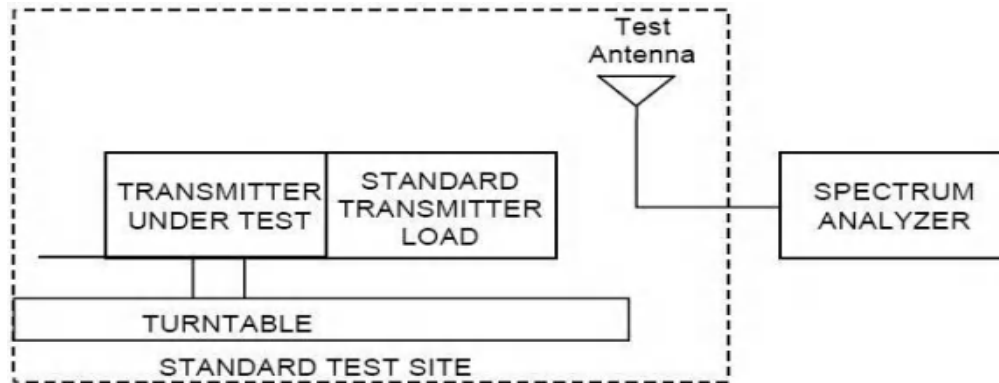 Test
Antenna
TRANSMITTER
UNDER TEST
STANDARD
TRANSMITTER
LOAD
SPECTRUM
ANALYZER
TURNTABLE
STANDARD TEST SITE